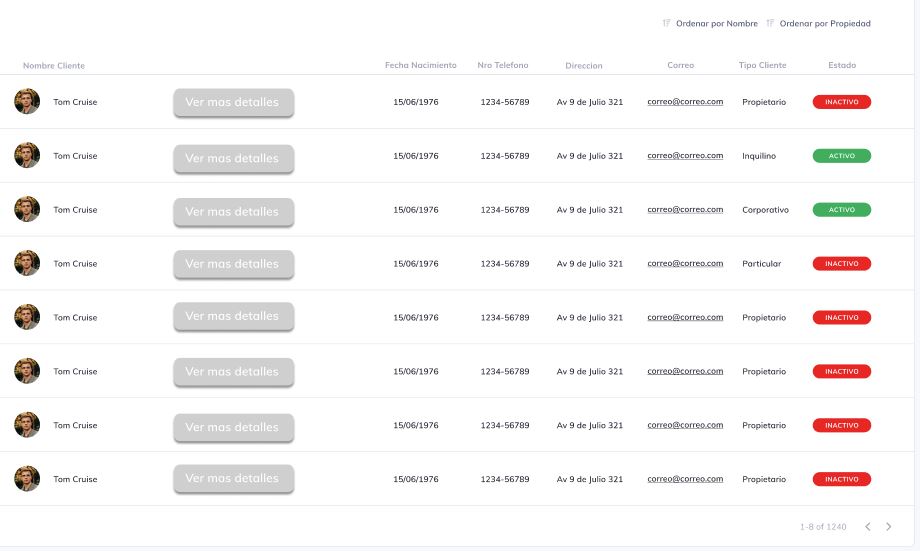 Ordenar por Nombre Ordenar por Propiedad
Nombre Cliente Fecha Nacimiento Nro Telefono Direccion Correo Tipo Cliente Estado
Tom Cruise Ver mas detalles 15/06/1976 1234-56789 Av 9 de Julio 321 correo@correo.com Propietario INACTIVO
Tom Cruise Ver mas detalles 15/06/1976 1234-56789 Av 9 de Julio 321 correo@correo.com Inquilino ACTIVO
Tom Cruise Ver mas detalles 15/06/1976 1234-56789 Av 9 de Julio 321 correo@correo.com Corporativo ACTIVO
Tom Cruise Ver mas detalles 15/06/1976 1234-56789 Av 9 de Julio 321 correo@correo.com Particular INACTIVO
Tom Cruise Ver mas detalles 15/06/1976 1234-56789 Av 9 de Julio 321 correo@correo.com Propietario INACTIVO
Tom Cruise Ver mas detalles 15/06/1976 1234-56789 Av 9 de Julio 321 correo@correo.com Propietario INACTIVO
Tom Cruise Ver mas detalles 15/06/1976 1234-56789 Av 9 de Julio 321 correo@correo.com Propietario INACTIVO
Tom Cruise Ver mas detalles 15/06/1976 1234-56789 Av 9 de Julio 321 correo@correo.com Propietario INACTIVO
1-8 of 1240